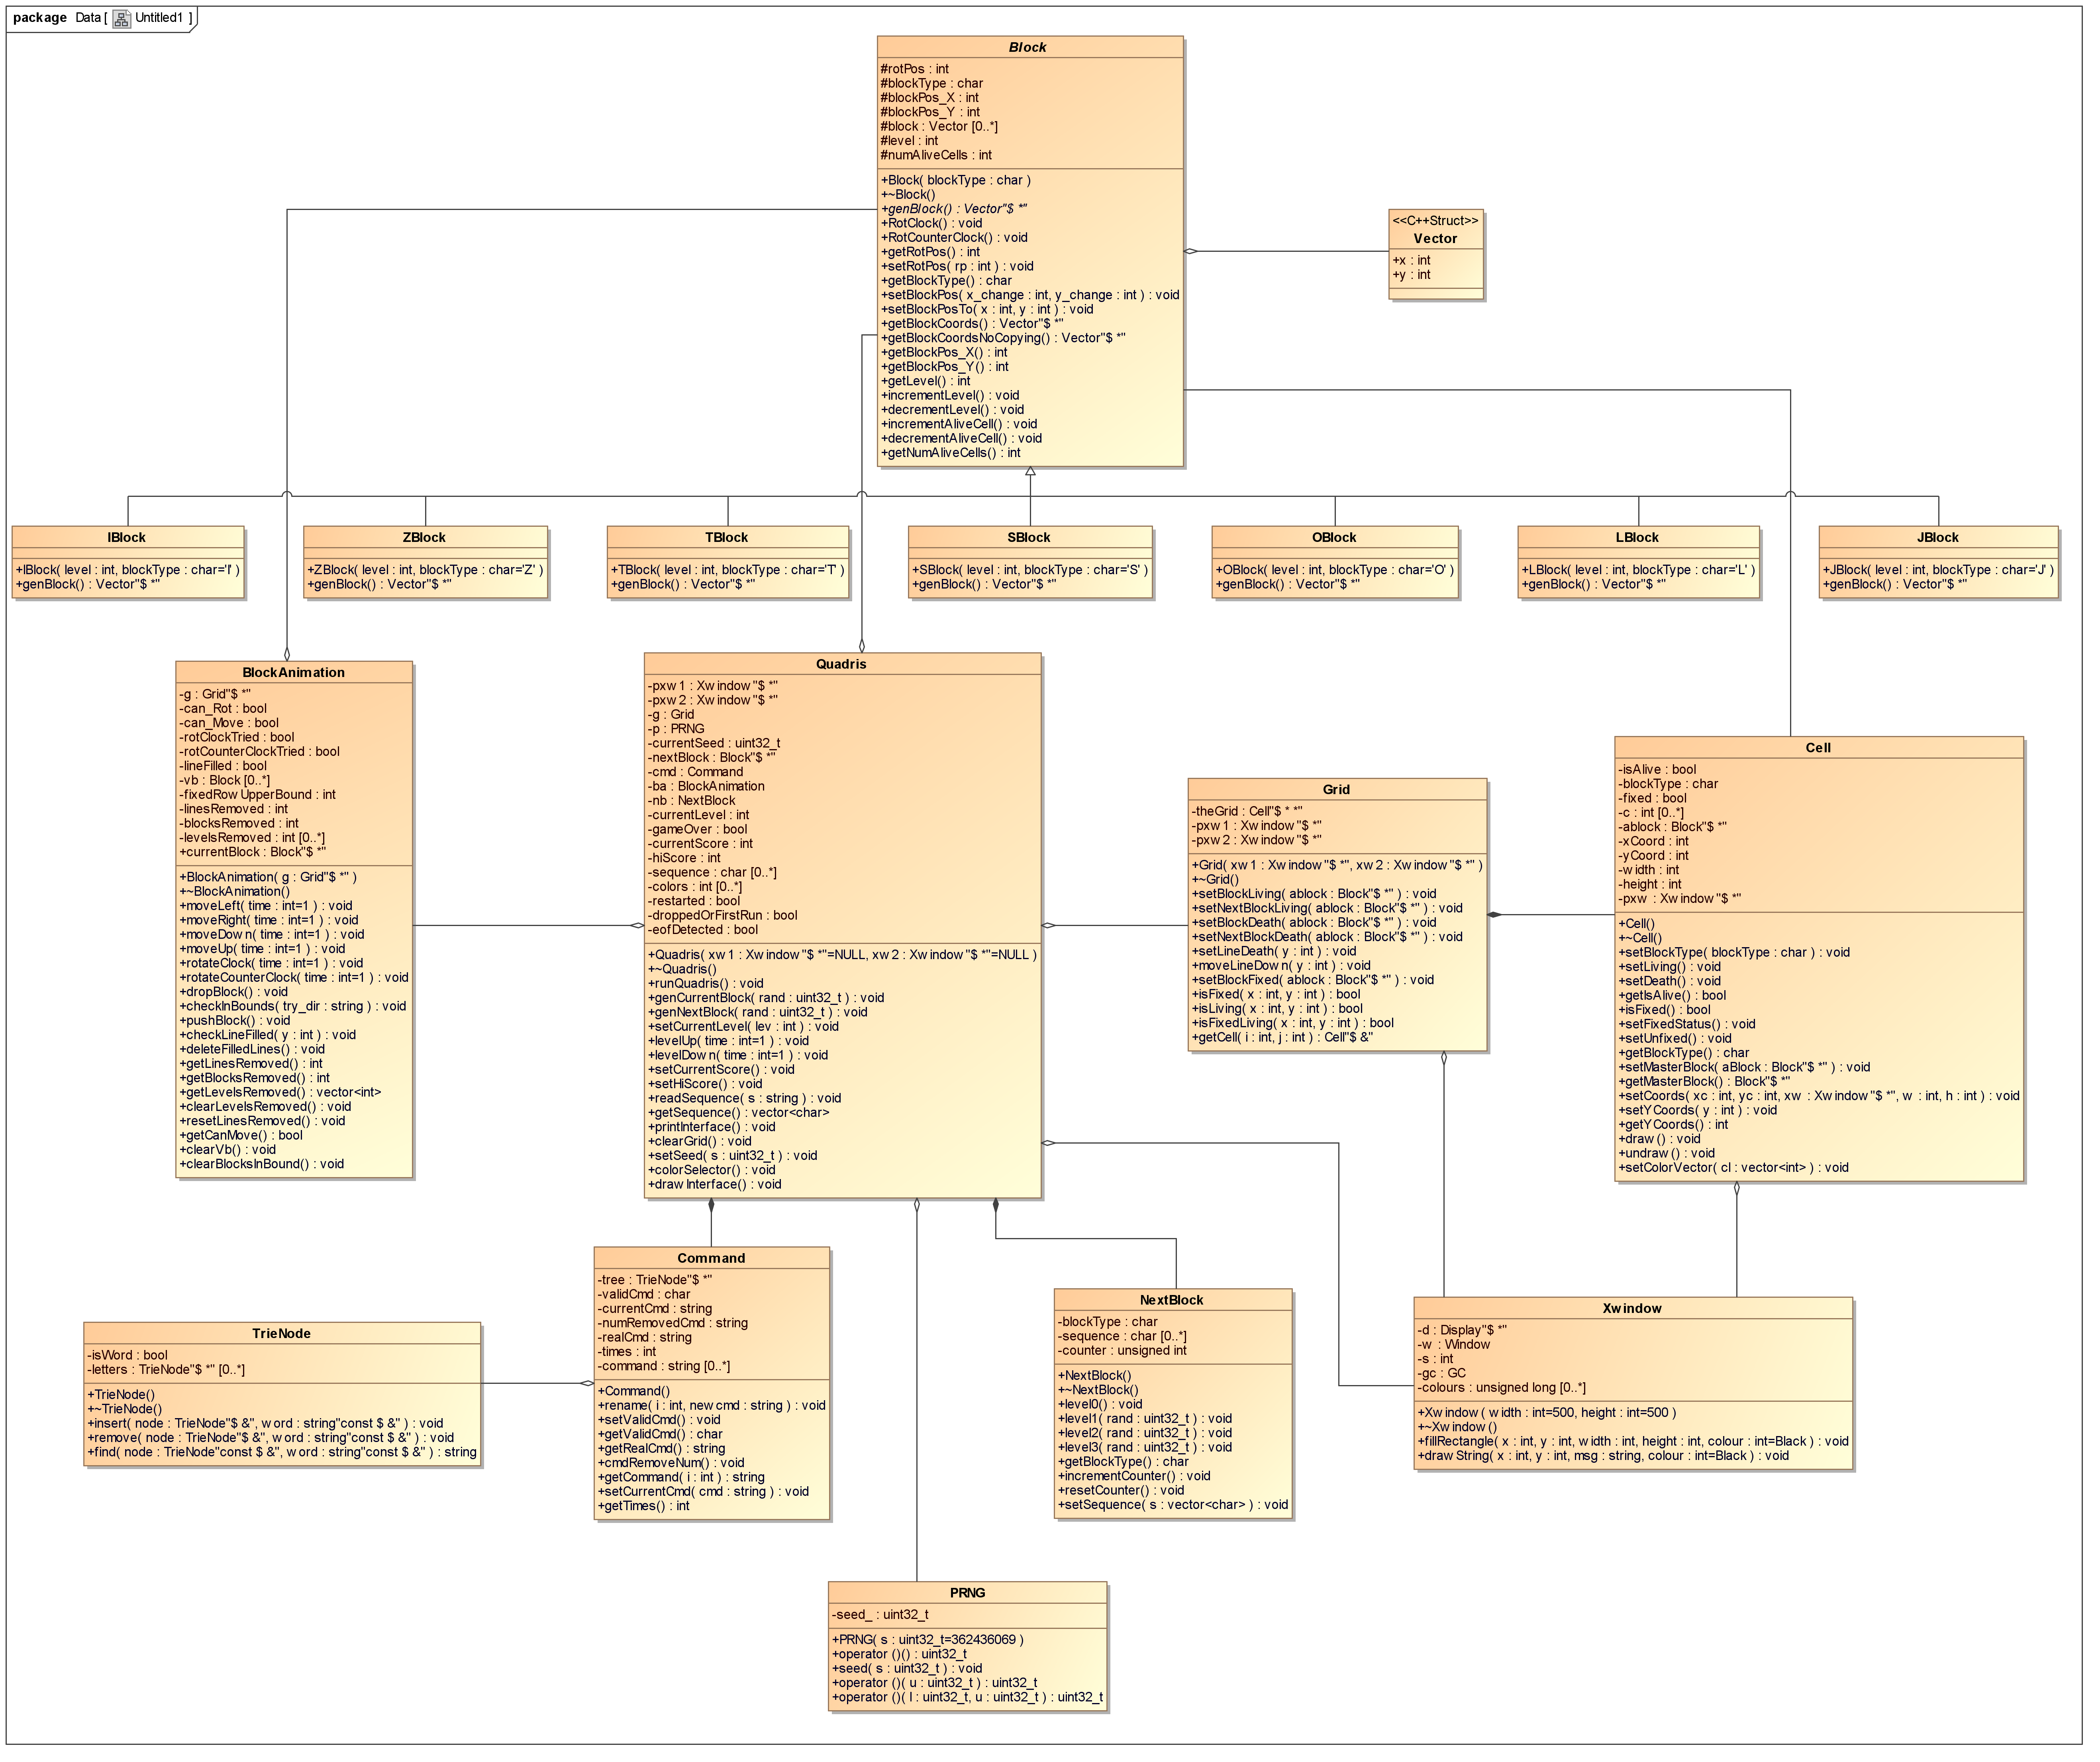 package Data [ Untitled1 ]
Block
#rotPos : int
#blockType : char
#blockPos_X : int
#blockPos_Y : int
#block : Vector [0..*]
#level : int
#numAliveCells : int
+Block( blockType : char )
+~Block()
+genBlock() : Vector"$ *"
+RotClock() : void
+RotCounterClock() : void
+getRotPos() : int
+setRotPos( rp : int ) : void
+getBlockType() : char
+setBlockPos( x_change : int, y_change : int ) : void
+setBlockPosTo( x : int, y : int ) : void
+getBlockCoords() : Vector"$ *"
+getBlockCoordsNoCopying() : Vector"$ *"
+getBlockPos_X() : int
+getBlockPos_Y() : int
+getLevel() : int
+incrementLevel() : void
+decrementLevel() : void
+incrementAliveCell() : void
+decrementAliveCell() : void
+getNumAliveCells() : int
<<C++Struct>>
Vector
+x : int
+y : int
IBlock
+IBlock( level : int, blockType : char='I' )
+genBlock() : Vector"$ *"
ZBlock
+ZBlock( level : int, blockType : char='Z' )
+genBlock() : Vector"$ *"
TBlock
+TBlock( level : int, blockType : char='T' )
+genBlock() : Vector"$ *"
SBlock
+SBlock( level : int, blockType : char='S' )
+genBlock() : Vector"$ *"
OBlock
+OBlock( level : int, blockType : char='O' )
+genBlock() : Vector"$ *"
LBlock
+LBlock( level : int, blockType : char='L' )
+genBlock() : Vector"$ *"
JBlock
+JBlock( level : int, blockType : char='J' )
+genBlock() : Vector"$ *"
BlockAnimation
-g : Grid"$ *"
-can_Rot : bool
-can_Move : bool
-rotClockTried : bool
-rotCounterClockTried : bool
-lineFilled : bool
-vb : Block [0..*]
-fixedRowUpperBound : int
-linesRemoved : int
-blocksRemoved : int
-levelsRemoved : int [0..*]
+currentBlock : Block"$ *"
+BlockAnimation( g : Grid"$ *" )
+~BlockAnimation()
+moveLeft( time : int=1 ) : void
+moveRight( time : int=1 ) : void
+moveDown( time : int=1 ) : void
+moveUp( time : int=1 ) : void
+rotateClock( time : int=1 ) : void
+rotateCounterClock( time : int=1 ) : void
+dropBlock() : void
+checkInBounds( try_dir : string ) : void
+pushBlock() : void
+checkLineFilled( y : int ) : void
+deleteFilledLines() : void
+getLinesRemoved() : int
+getBlocksRemoved() : int
+getLevelsRemoved() : vector<int>
+clearLevelsRemoved() : void
+resetLinesRemoved() : void
+getCanMove() : bool
+clearVb() : void
+clearBlocksInBound() : void
Quadris
-pxw1 : Xwindow"$ *"
-pxw2 : Xwindow"$ *"
-g : Grid
-p : PRNG
-currentSeed : uint32_t
-nextBlock : Block"$ *"
-cmd : Command
-ba : BlockAnimation
-nb : NextBlock
-currentLevel : int
-gameOver : bool
-currentScore : int
-hiScore : int
-sequence : char [0..*]
-colors : int [0..*]
-restarted : bool
-droppedOrFirstRun : bool
-eofDetected : bool
+Quadris( xw1 : Xwindow"$ *"=NULL, xw2 : Xwindow"$ *"=NULL )
+~Quadris()
+runQuadris() : void
+genCurrentBlock( rand : uint32_t ) : void
+genNextBlock( rand : uint32_t ) : void
+setCurrentLevel( lev : int ) : void
+levelUp( time : int=1 ) : void
+levelDown( time : int=1 ) : void
+setCurrentScore() : void
+setHiScore() : void
+readSequence( s : string ) : void
+getSequence() : vector<char>
+printInterface() : void
+clearGrid() : void
+setSeed( s : uint32_t ) : void
+colorSelector() : void
+drawInterface() : void
Grid
-theGrid : Cell"$ * *"
-pxw1 : Xwindow"$ *"
-pxw2 : Xwindow"$ *"
+Grid( xw1 : Xwindow"$ *", xw2 : Xwindow"$ *" )
+~Grid()
+setBlockLiving( ablock : Block"$ *" ) : void
+setNextBlockLiving( ablock : Block"$ *" ) : void
+setBlockDeath( ablock : Block"$ *" ) : void
+setNextBlockDeath( ablock : Block"$ *" ) : void
+setLineDeath( y : int ) : void
+moveLineDown( y : int ) : void
+setBlockFixed( ablock : Block"$ *" ) : void
+isFixed( x : int, y : int ) : bool
+isLiving( x : int, y : int ) : bool
+isFixedLiving( x : int, y : int ) : bool
+getCell( i : int, j : int ) : Cell"$ &"
Cell
-isAlive : bool
-blockType : char
-fixed : bool
-c : int [0..*]
-ablock : Block"$ *"
-xCoord : int
-yCoord : int
-width : int
-height : int
-pxw : Xwindow"$ *"
+Cell()
+~Cell()
+setBlockType( blockType : char ) : void
+setLiving() : void
+setDeath() : void
+getIsAlive() : bool
+isFixed() : bool
+setFixedStatus() : void
+setUnfixed() : void
+getBlockType() : char
+setMasterBlock( aBlock : Block"$ *" ) : void
+getMasterBlock() : Block"$ *"
+setCoords( xc : int, yc : int, xw : Xwindow"$ *", w : int, h : int ) : void
+setYCoords( y : int ) : void
+getYCoords() : int
+draw() : void
+undraw() : void
+setColorVector( cl : vector<int> ) : void
Command
-tree : TrieNode"$ *"
-validCmd : char
-currentCmd : string
-numRemovedCmd : string
-realCmd : string
-times : int
-command : string [0..*]
+Command()
+rename( i : int, newcmd : string ) : void
+setValidCmd() : void
+getValidCmd() : char
+getRealCmd() : string
+cmdRemoveNum() : void
+getCommand( i : int ) : string
+setCurrentCmd( cmd : string ) : void
+getTimes() : int
TrieNode
-isWord : bool
-letters : TrieNode"$ *" [0..*]
+TrieNode()
+~TrieNode()
+insert( node : TrieNode"$ &", word : string"const $ &" ) : void
+remove( node : TrieNode"$ &", word : string"const $ &" ) : void
+find( node : TrieNode"const $ &", word : string"const $ &" ) : string
NextBlock
-blockType : char
-sequence : char [0..*]
-counter : unsigned int
+NextBlock()
+~NextBlock()
+level0() : void
+level1( rand : uint32_t ) : void
+level2( rand : uint32_t ) : void
+level3( rand : uint32_t ) : void
+getBlockType() : char
+incrementCounter() : void
+resetCounter() : void
+setSequence( s : vector<char> ) : void
Xwindow
-d : Display"$ *"
-w : Window
-s : int
-gc : GC
-colours : unsigned long [0..*]
+Xwindow( width : int=500, height : int=500 )
+~Xwindow()
+fillRectangle( x : int, y : int, width : int, height : int, colour : int=Black ) : void
+drawString( x : int, y : int, msg : string, colour : int=Black ) : void
PRNG
-seed_ : uint32_t
+PRNG( s : uint32_t=362436069 )
+operator ()() : uint32_t
+seed( s : uint32_t ) : void
+operator ()( u : uint32_t ) : uint32_t
+operator ()( l : uint32_t, u : uint32_t ) : uint32_t